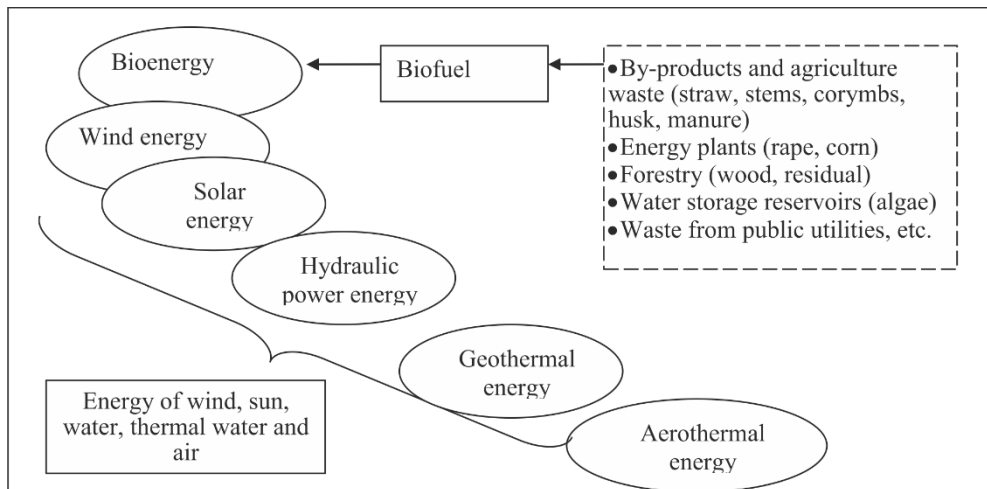 Bioenergy
Biofuel
•By-products and agriculture
waste (straw, stems, corymbs,
husk, manure)
•Energy plants (rape, corn)
•Forestry (wood, residual)
•Water storage reservoirs (algae)
•Waste from public utilities, etc.
Wind energy
Solar
energy
Hydraulic
power energy
Geothermal
energy
Energy of wind, sun,
water, thermal water and
air
Aerothermal
energy